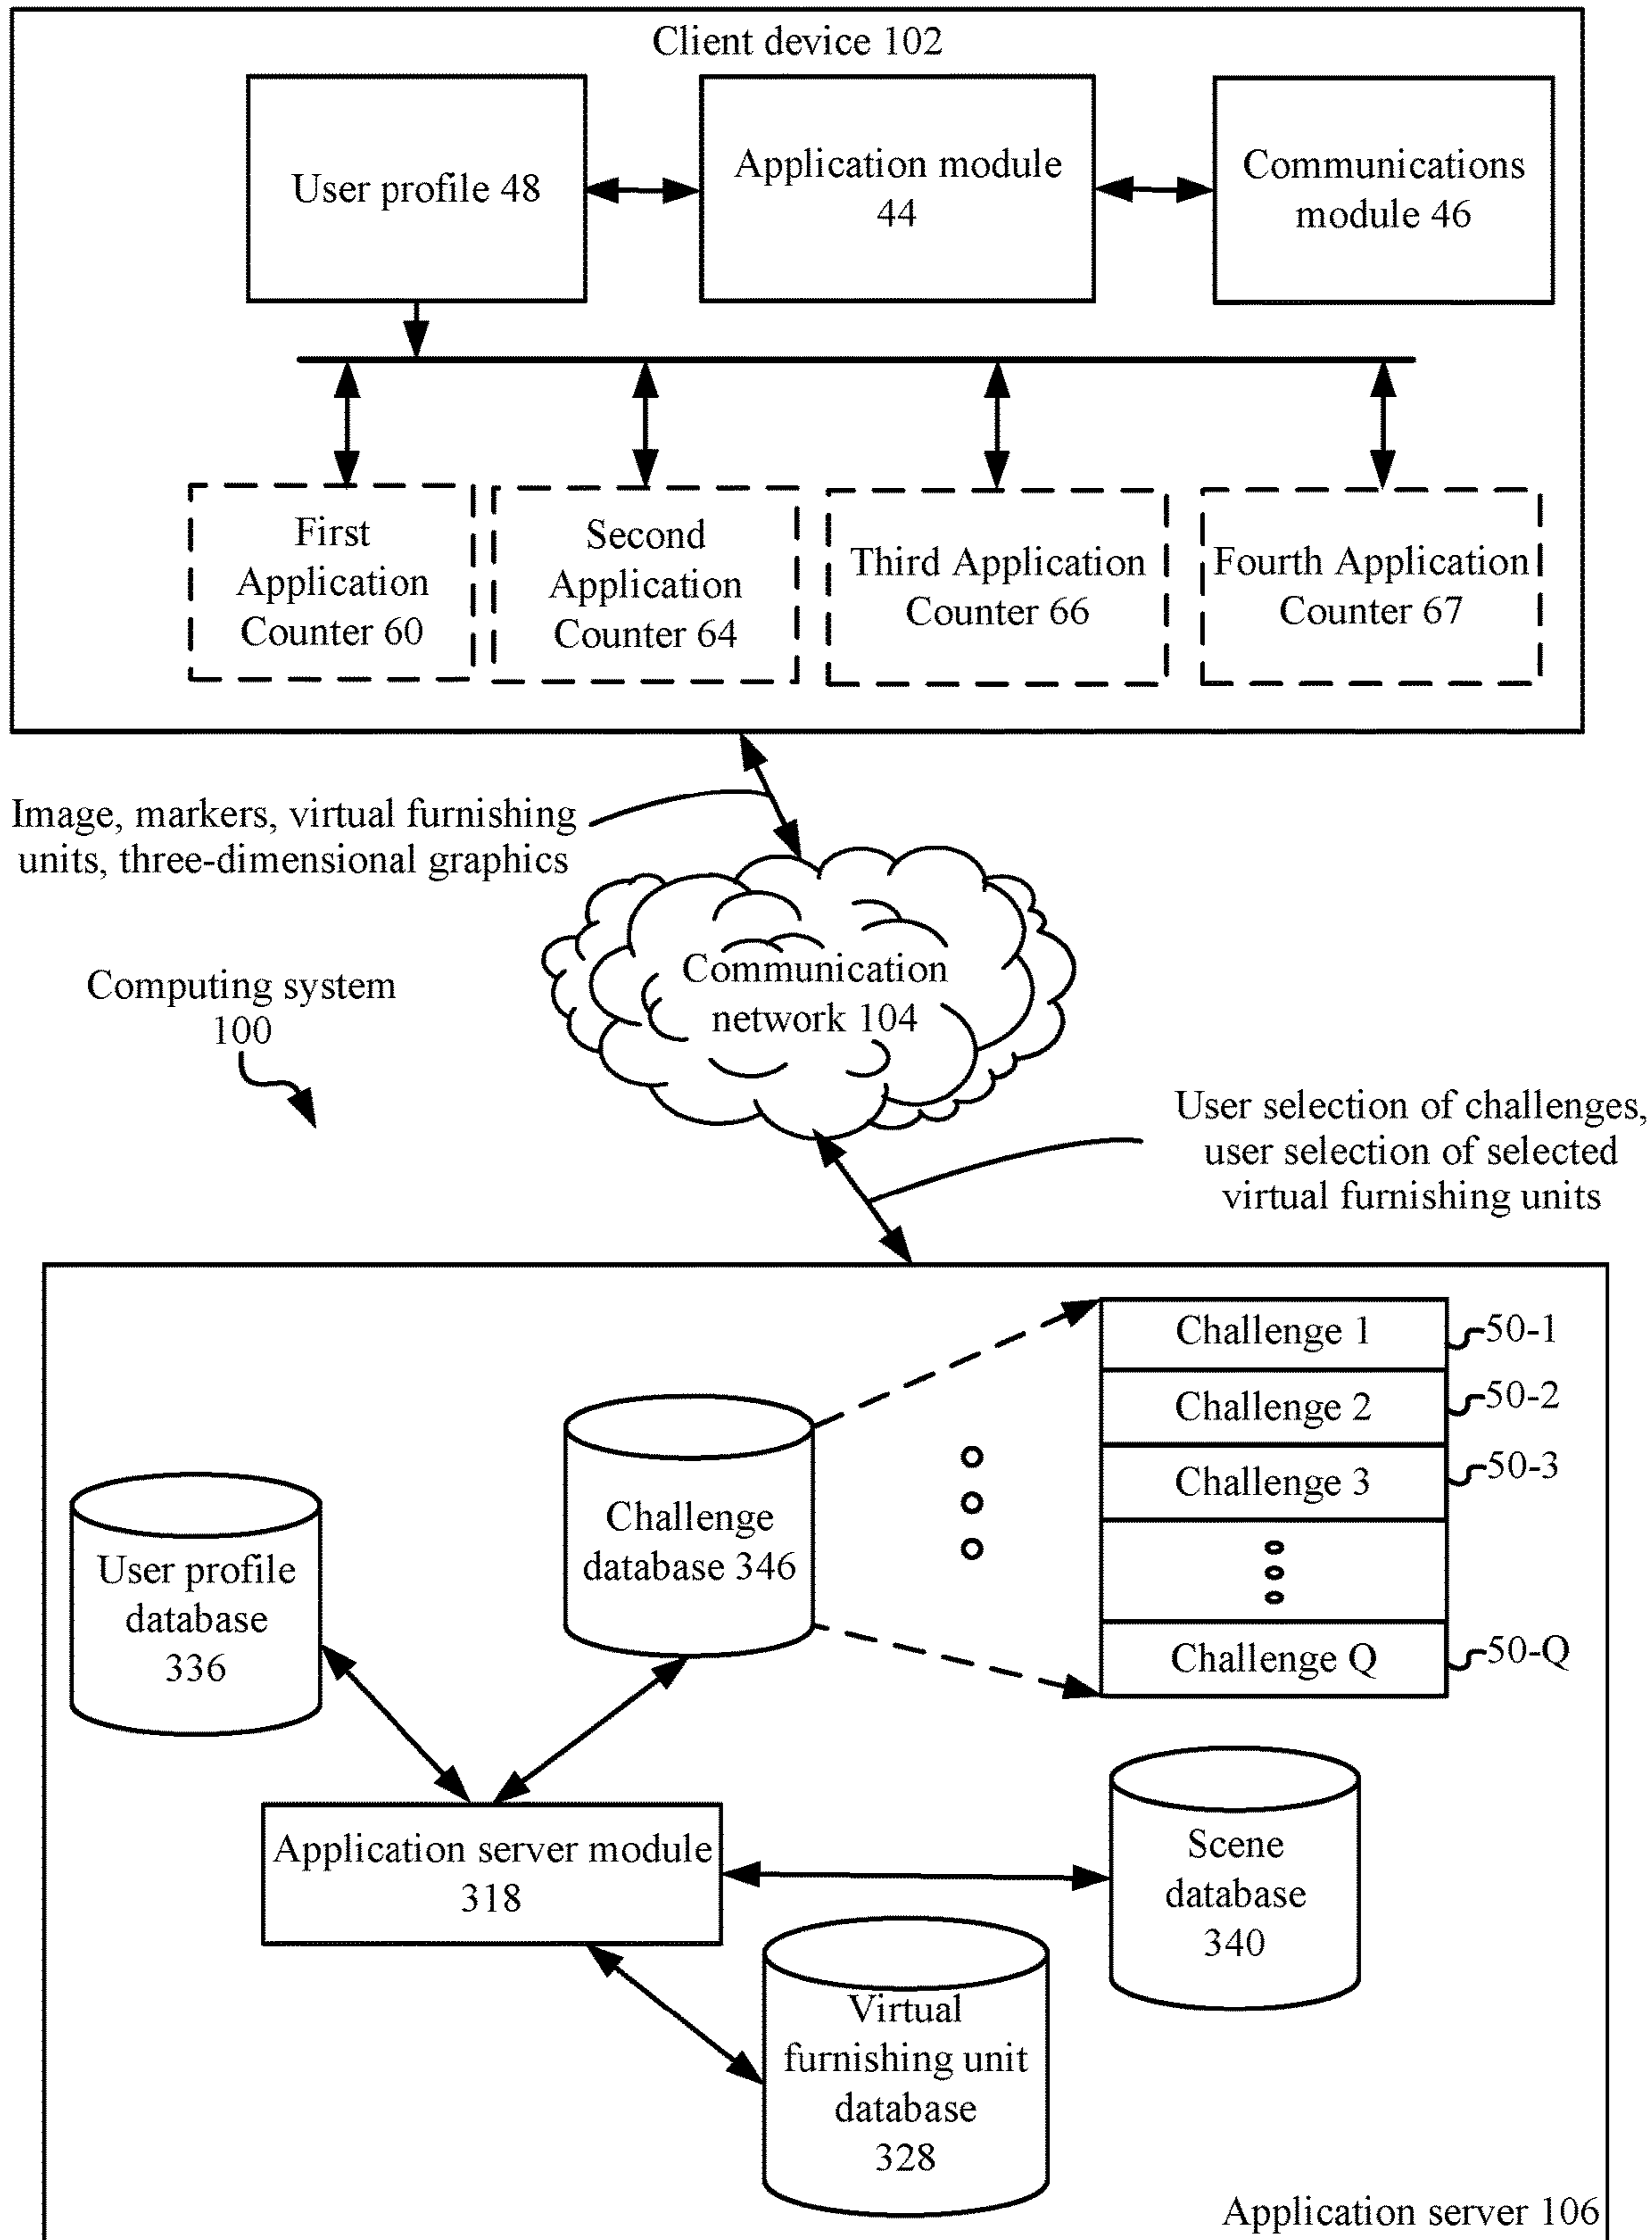 Client device 102
User profile 48
Application module
44
Communications
module 46
First
Application
Counter 60
Second
Application
Counter 64
Third Application
Counter 66
Fourth Application
Counter 67
Image, markers, virtual furnishing
units, three-dimensional graphics
Communication
network 104
Computing system
100
User selection of challenges,
user selection of selected
virtual furnishing units
Challenge 1
50-1
Challenge 2
50-2
Challenge 3
50-3
Challenge Q
50-Q
Challenge
database 346
User profile
database
336
Application server module
318
Scene
database
340
Virtual
furnishing unit
database
328
Application server 106